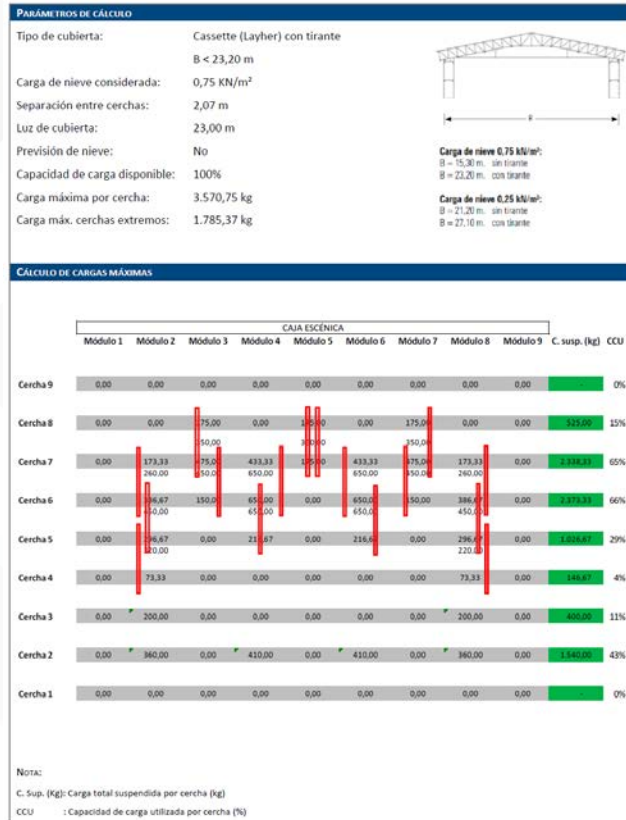 PARÁMETROS DE CÁLCULO
Tipo de cubierta: Cassette (Layher) con tirante
B < 23,20 m
Carga de nieve considerada: 0,75 KN/m²
Separación entre cerchas: 2,07 m
Luz de cubierta: 23,00 m
Previsión de nieve: No
Capacidad de carga disponible: 100%
Carga máxima por cercha: 3.570,75 kg
Carga máx. cerchas extremos: 1.785,37 kg
B
Carga de nieve 0,75 kN/m²:
B = 15,30 m. sin tirante
B = 23,20 m. con tirante
Carga de nieve 0,25 kN/m²:
B = 21,20 m. sin tirante
B = 27,10 m. con tirante
CÁLCULO DE CARGAS MÁXIMAS
CAJA ESCÉNICA
Módulo 1 Módulo 2 Módulo 3 Módulo 4 Módulo 5 Módulo 6 Módulo 7 Módulo 8 Módulo 9 C. susp. (kg) CCU
Cercha 9 0,00 0,00 0,00 0,00 0,00 0,00 0,00 0,00 0,00 - 0%
Cercha 8 0,00 0,00 0,00 175,00 0,00 0,00 525,00 15%
350,00
Cercha 7 0,00 173,33 433,33 433,33 173,33 0,00 2.338,33 65%
260,00 650,00 650,00 260,00
Cercha 6 0,00 150,00 0,00 650,00 150,00 386,67 0,00 2.373,33 66%
450,00
Cercha 5 0,00 0,00 0,00 216,67 0,00 296,67 0,00 1.026,67 29%
220,00
Cercha 4 0,00 73,33 0,00 0,00 0,00 0,00 0,00 73,33 0,00 146,67 4%
Cercha 3 0,00 200,00 0,00 0,00 0,00 0,00 0,00 200,00 0,00 400,00 11%
Cercha 2 0,00 360,00 0,00 410,00 0,00 410,00 0,00 360,00 0,00 1.540,00 43%
Cercha 1 0,00 0,00 0,00 0,00 0,00 0,00 0,00 0,00 0,00 - 0%
NOTA:
C. Sup. (Kg): Carga total suspendida por cercha (kg)
CCU : Capacidad de carga utilizada por cercha (%)